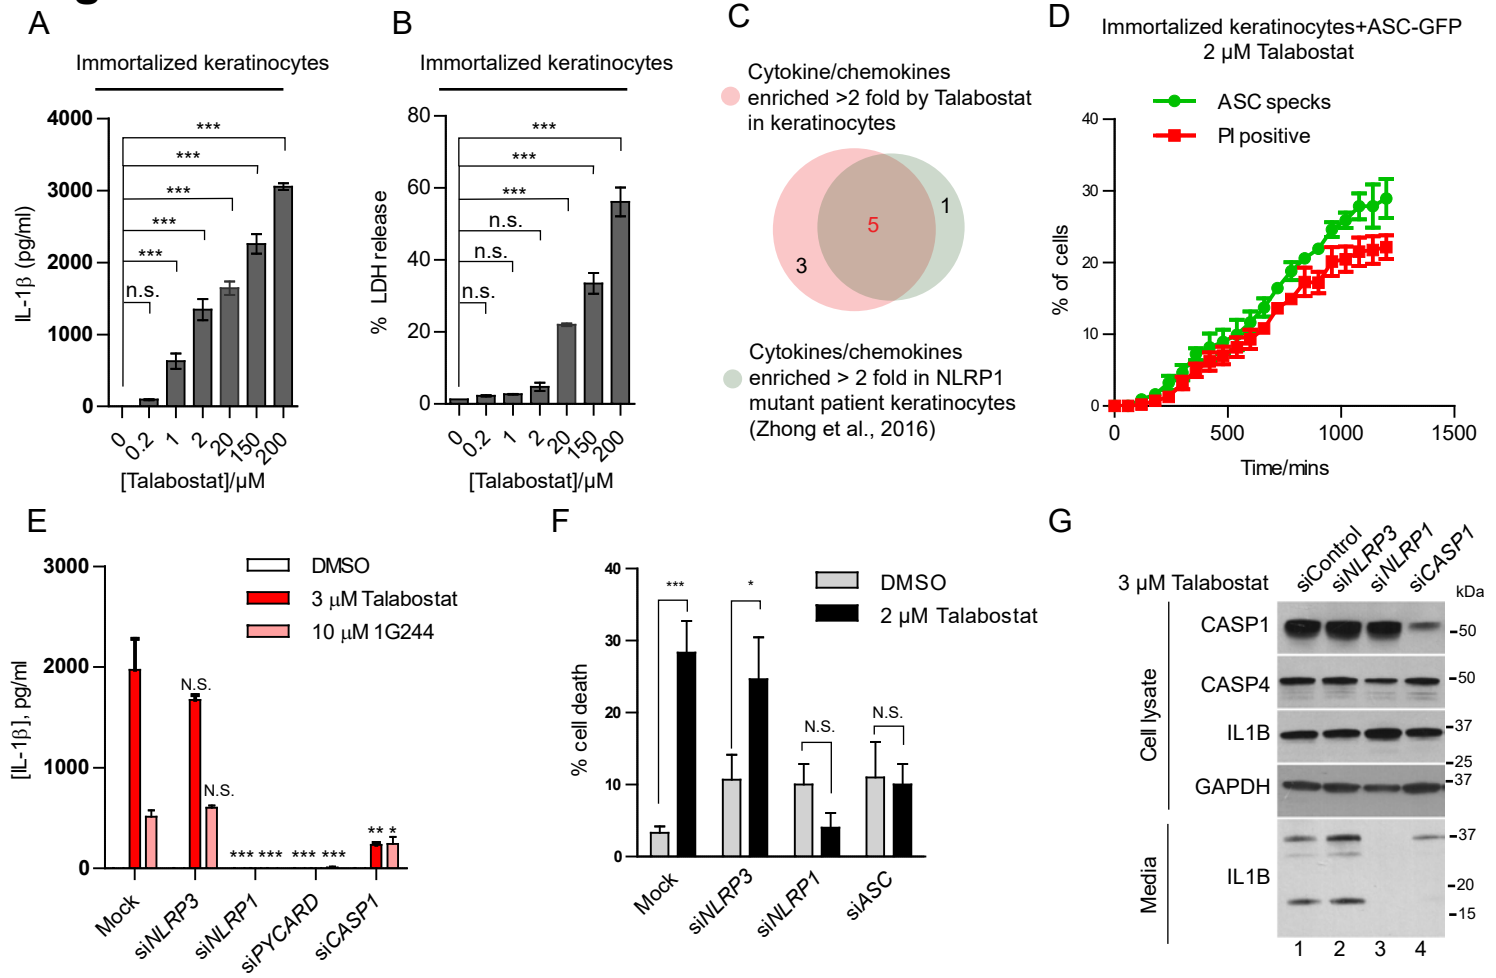 A
Immortalized keratinocytes
IL-1β (pg/ml)
4000
3000
2000
1000
0
***
***
***
***
***
n.s.
0
0.2
1
2
20
150
200
[Talabostat]/µM
B
Immortalized keratinocytes
% LDH release
80
60
40
20
0
***
***
***
n.s.
n.s.
n.s.
0
0.2
1
2
20
150
200
[Talabostat]/µM
C
Cytokine/chemokines
enriched >2 fold by Talabostat
in keratinocytes
3
5
1
Cytokines/chemokines
enriched > 2 fold in NLRP1
mutant patient keratinocytes
(Zhong et al., 2016)
D
Immortalized keratinocytes+ASC-GFP
2 µM Talabostat
ASC specks
PI positive
% of cells
40
30
20
10
0
0
500
1000
1500
Time/mins
E
[IL-1β], pg/ml
3000
2000
1000
0
DMSO
3 µM Talabostat
10 µM 1G244
N.S.
N.S.
*** *** *** ***
** *
Mock
siNLRP3
siNLRP1
siPYCARD
siCASP1
F
% cell death
40
30
20
10
0
DMSO
2 µM Talabostat
***
*
N.S.
N.S.
Mock
siNLRP3
siNLRP1
siASC
G
3 µM Talabostat
siControl
siNLRP3
siNLRP1
siCASP1
kDa
Cell lysate
CASP1
-50
CASP4
-50
IL1B
-37
-25
GAPDH
-37
Media
IL1B
-37
-20
-15
1 2 3 4